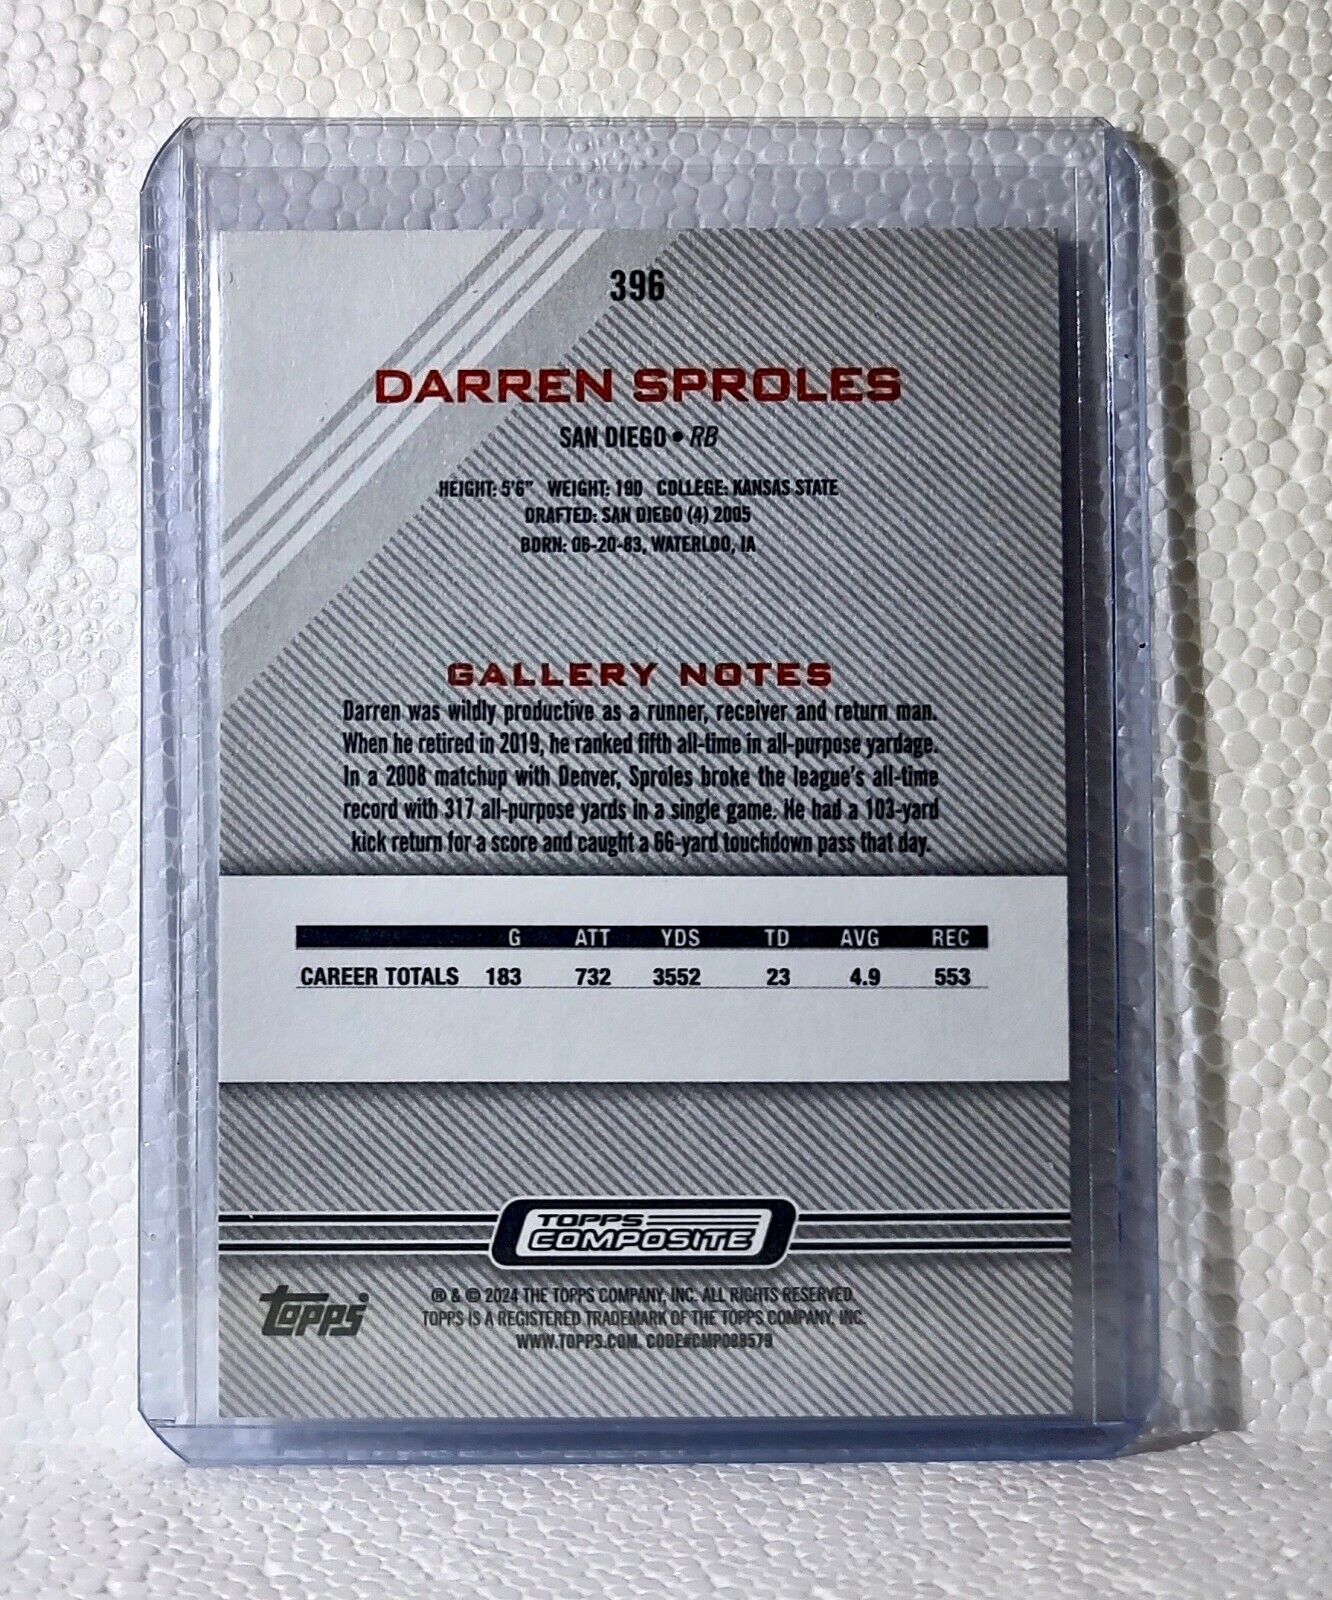 396
DARREN SPROLES
SAN DIEGO • RB
HEIGHT: 5'6" WEIGHT: 190 COLLEGE: KANSAS STATE
DRAFTED: SAN DIEGO (4) 2005
BORN: 06-20-83, WATERLOO, IA
GALLERY NOTES
Darren was wildly productive as a runner, receiver and return man.
When he retired in 2019, he ranked fifth all-time in all-purpose yardage.
In a 2008 matchup with Denver, Sproles broke the league's all-time
record with 317 all-purpose yards in a single game. He had a 103-yard
kick return for a score and caught a 66-yard touchdown pass that day.
G ATT YDS TD AVG REC
CAREER TOTALS 183 732 3552 23 4.9 553
TOPPS
COMPOSITE
topps
® & © 2024 THE TOPPS COMPANY, INC. ALL RIGHTS RESERVED.
TOPPS IS A REGISTERED TRADEMARK OF THE TOPPS COMPANY, INC.
WWW.TOPPS.COM. CODE#CMP088579